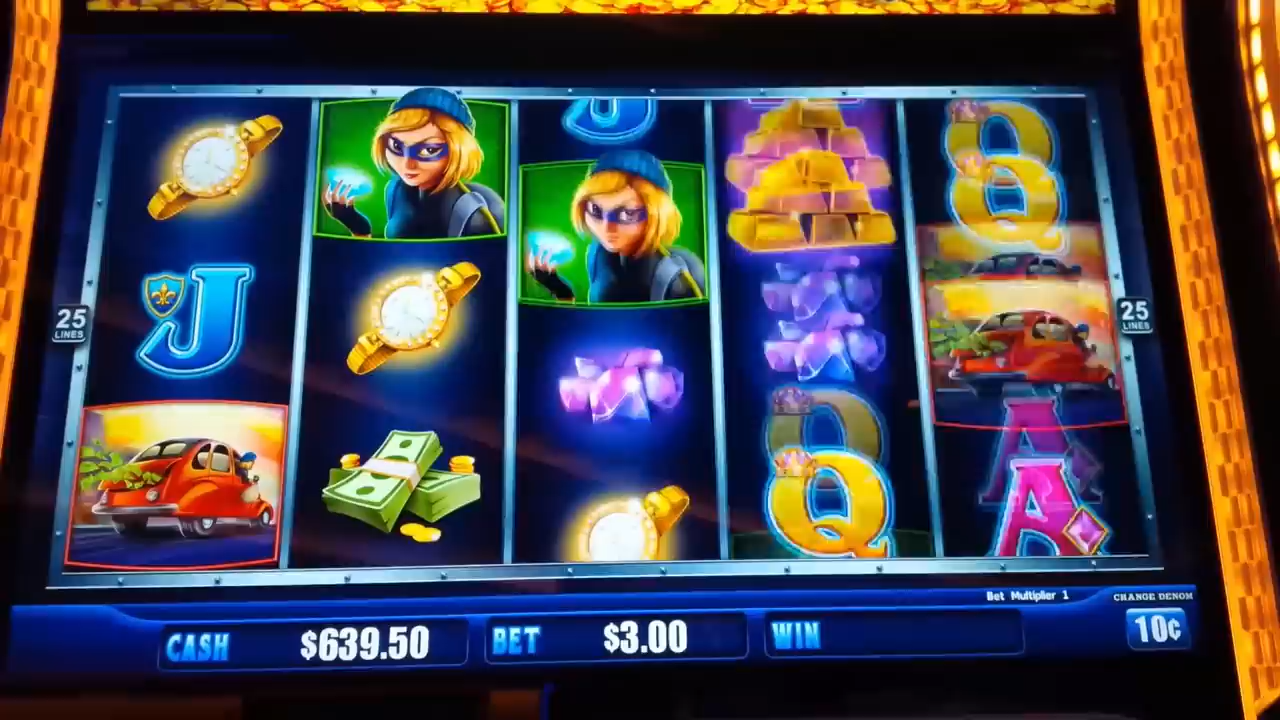 J
Q
Q
J
25
LINES
25
LINES
Q
Q
A
A
Bet Multiplier 1
CHANGE DENOM
CASH $639.50 BET $3.00 WIN 10¢